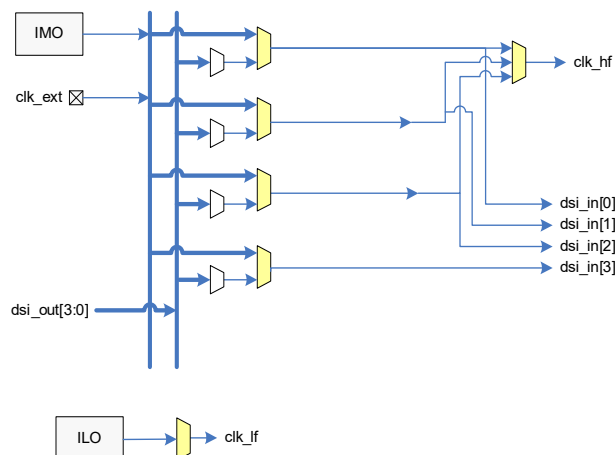 IMO
clk_ext
clk_hf
dsi_in[0]
dsi_in[1]
dsi_in[2]
dsi_in[3]
dsi_out[3:0]
ILO
clk_lf